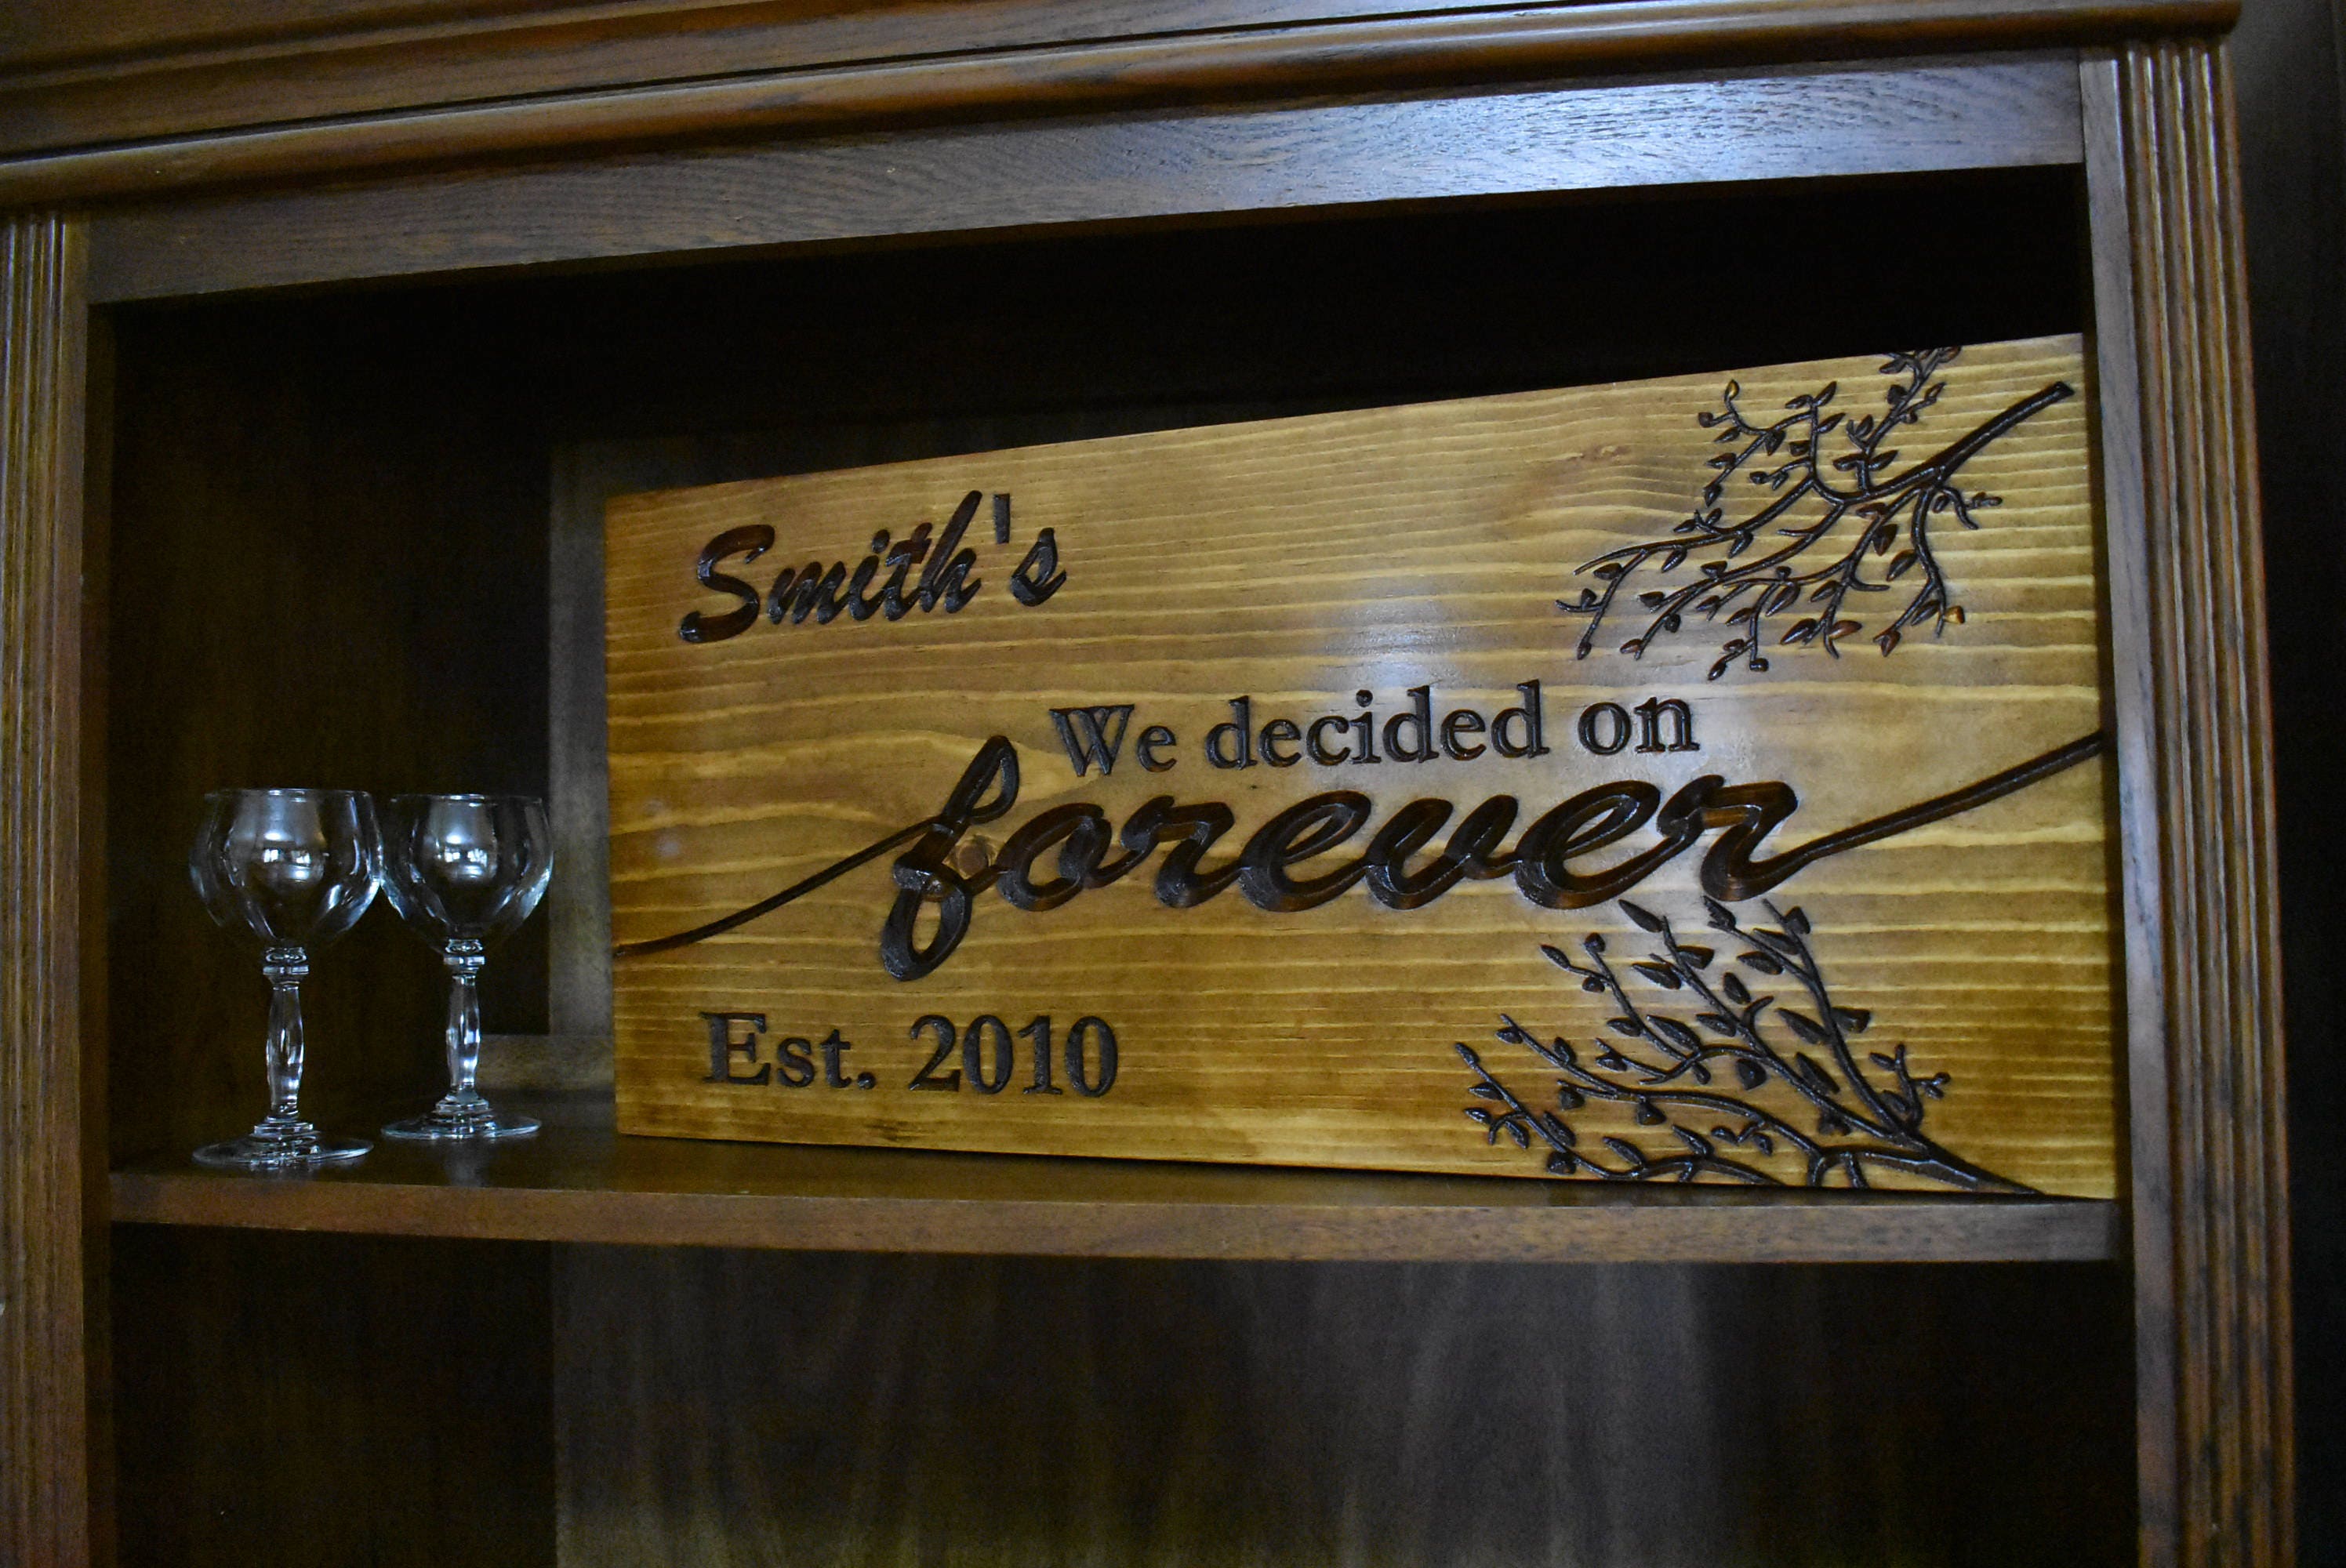 Smith's
We decided on
forever
Est. 2010